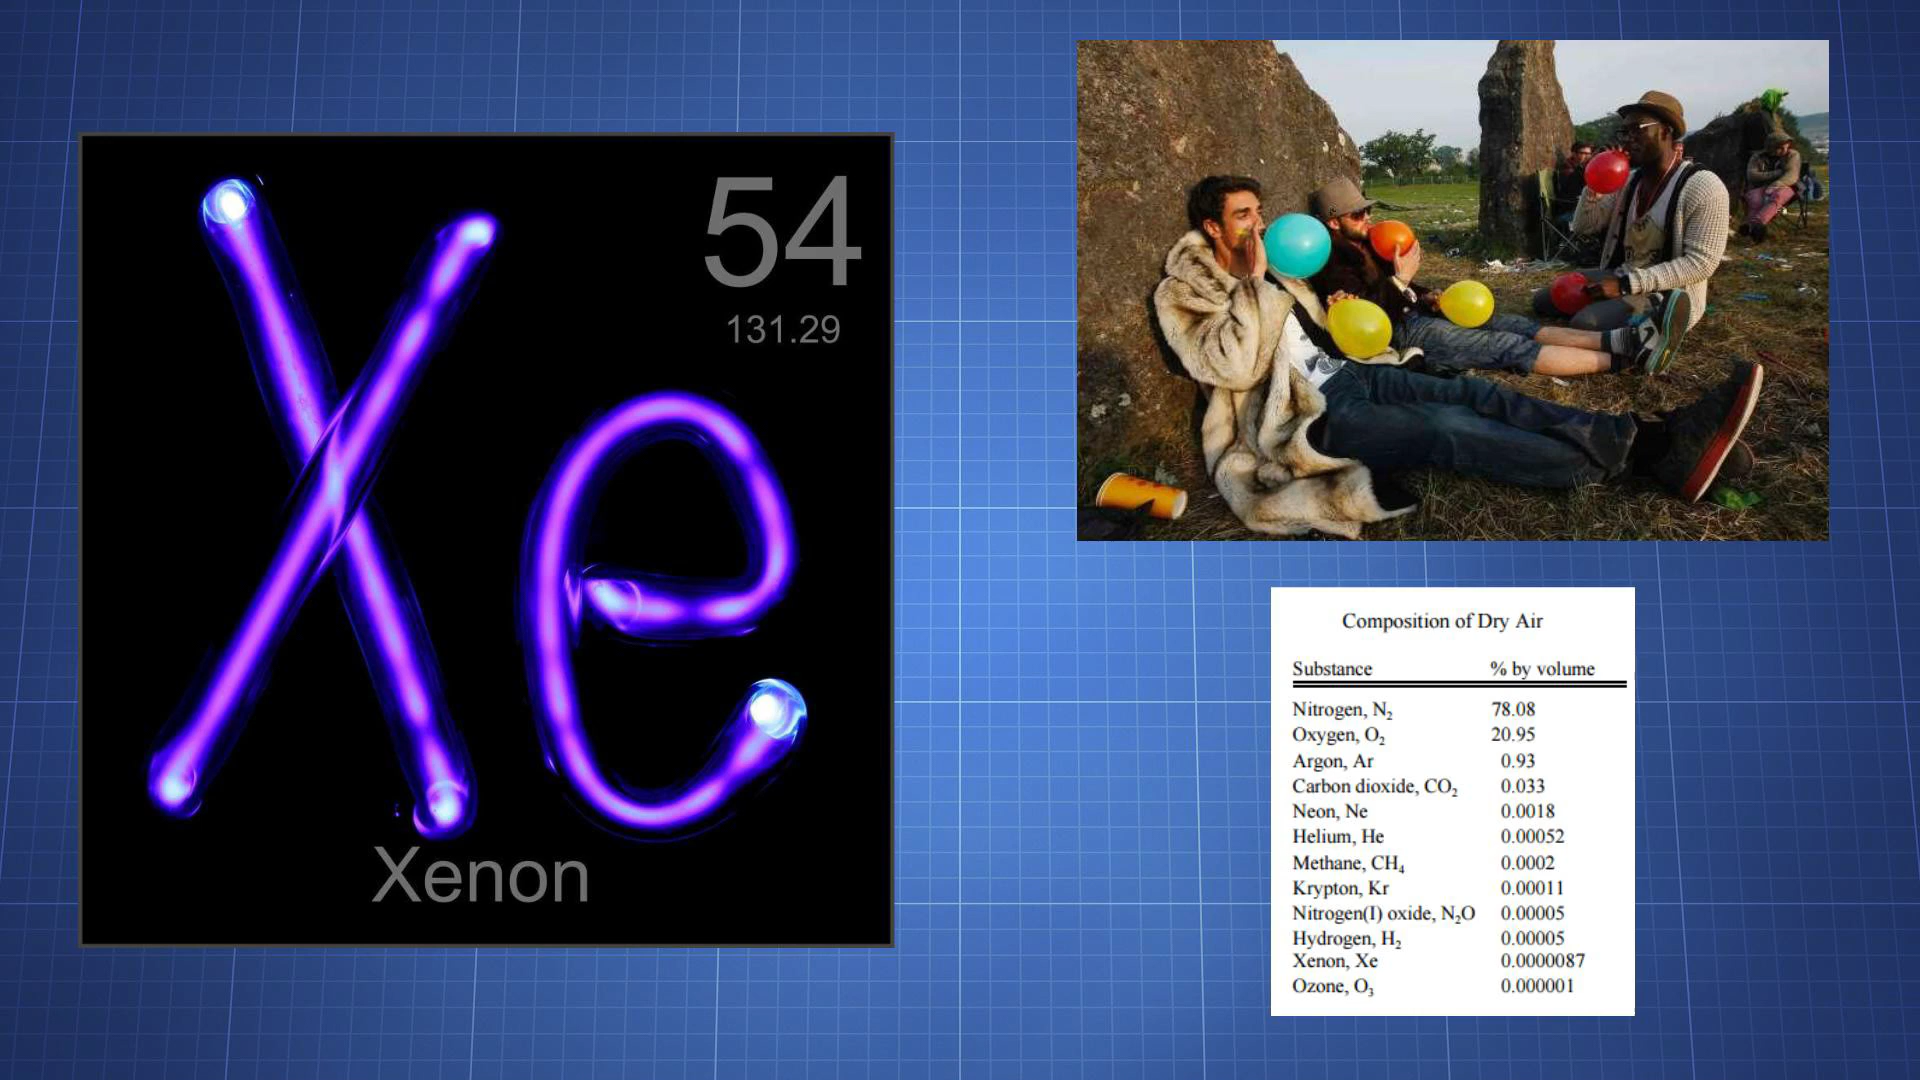 Xe
54
131.29
Xenon
Composition of Dry Air
Substance % by volume
Nitrogen, N₂ 78.08
Oxygen, O₂ 20.95
Argon, Ar 0.93
Carbon dioxide, CO₂ 0.033
Neon, Ne 0.0018
Helium, He 0.00052
Methane, CH₄ 0.0002
Krypton, Kr 0.00011
Nitrogen(I) oxide, N₂O 0.00005
Hydrogen, H₂ 0.00005
Xenon, Xe 0.0000087
Ozone, O₃ 0.000001